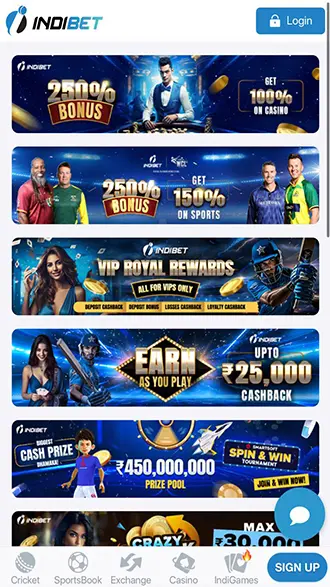 INDIBET
Login
INDIBET
250%
BONUS
GET
100%
ON CASINO
INDIBET
WCL
250%
BONUS
GET
150%
ON SPORTS
INDIBET
VIP ROYAL REWARDS
ALL FOR VIPS ONLY
DEPOSIT CASHBACK | DEPOSIT BONUS | LOSSES CASHBACK | LOYALTY CASHBACK
INDIBET
EARN
AS YOU PLAY
UPTO
₹25,000
CASHBACK
INDIBET
BIGGEST
CASH PRIZE
DHAMAKA!
₹450,000,000
PRIZE POOL
SMARTSOFT
SPIN & WIN
TOURNAMENT
JOIN & WIN NOW!
INDIBET
CRAZY
MAX
₹30,000
Cricket
SportsBook
Exchange
Casino
IndiGames
SIGN UP